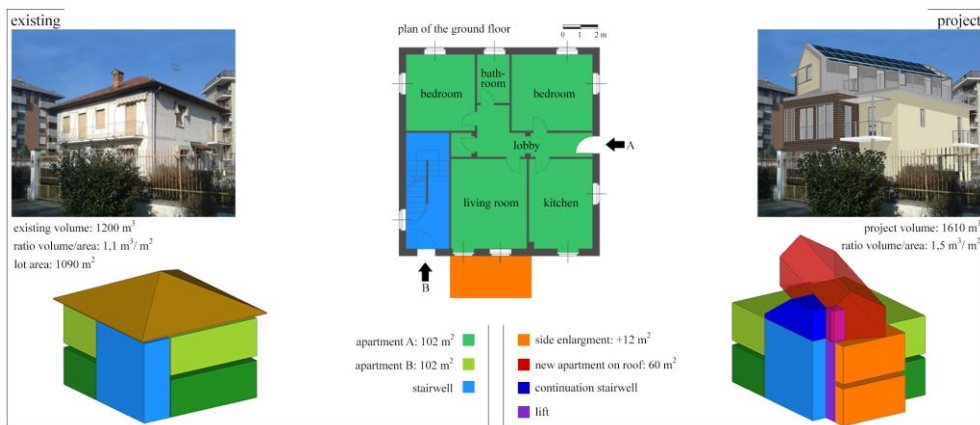 existing
plan of the ground floor
0 1 2 m
project
bedroom
bath-
room
bedroom
lobby
A
living room
kitchen
B
existing volume: 1200 m³
ratio volume/area: 1,1 m³/ m²
lot area: 1090 m²
project volume: 1610 m³
ratio volume/area: 1,5 m³/ m²
apartment A: 102 m²
apartment B: 102 m²
stairwell
side enlargment: +12 m²
new apartment on roof: 60 m²
continuation stairwell
lift